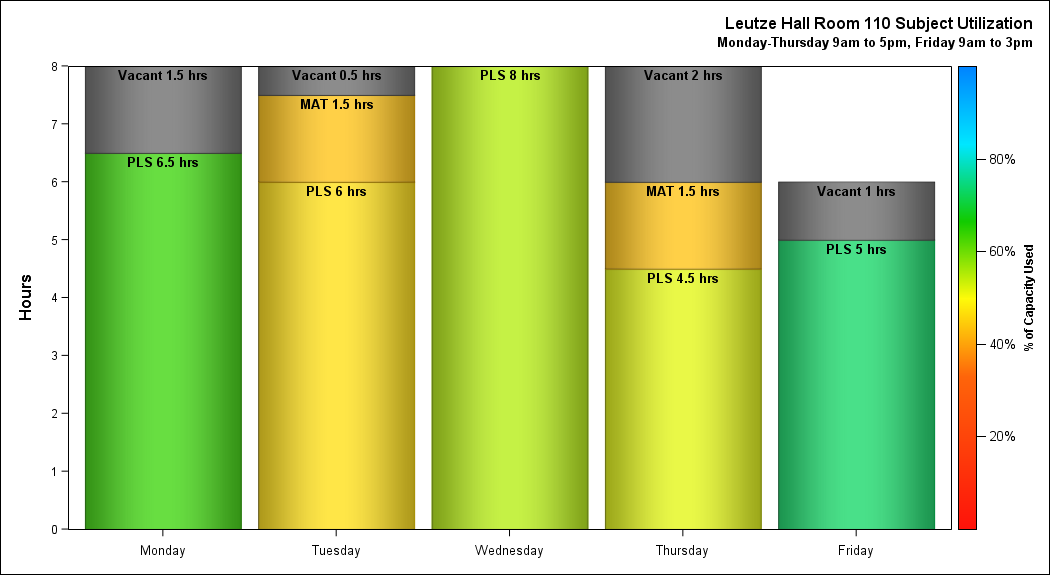 Leutze Hall Room 110 Subject Utilization
Monday-Thursday 9am to 5pm, Friday 9am to 3pm
Hours
8
7
6
5
4
3
2
1
0
Vacant 1.5 hrs
PLS 6.5 hrs
Vacant 0.5 hrs
MAT 1.5 hrs
PLS 6 hrs
PLS 8 hrs
Vacant 2 hrs
MAT 1.5 hrs
PLS 4.5 hrs
Vacant 1 hrs
PLS 5 hrs
Monday
Tuesday
Wednesday
Thursday
Friday
80%
60%
40%
20%
% of Capacity Used